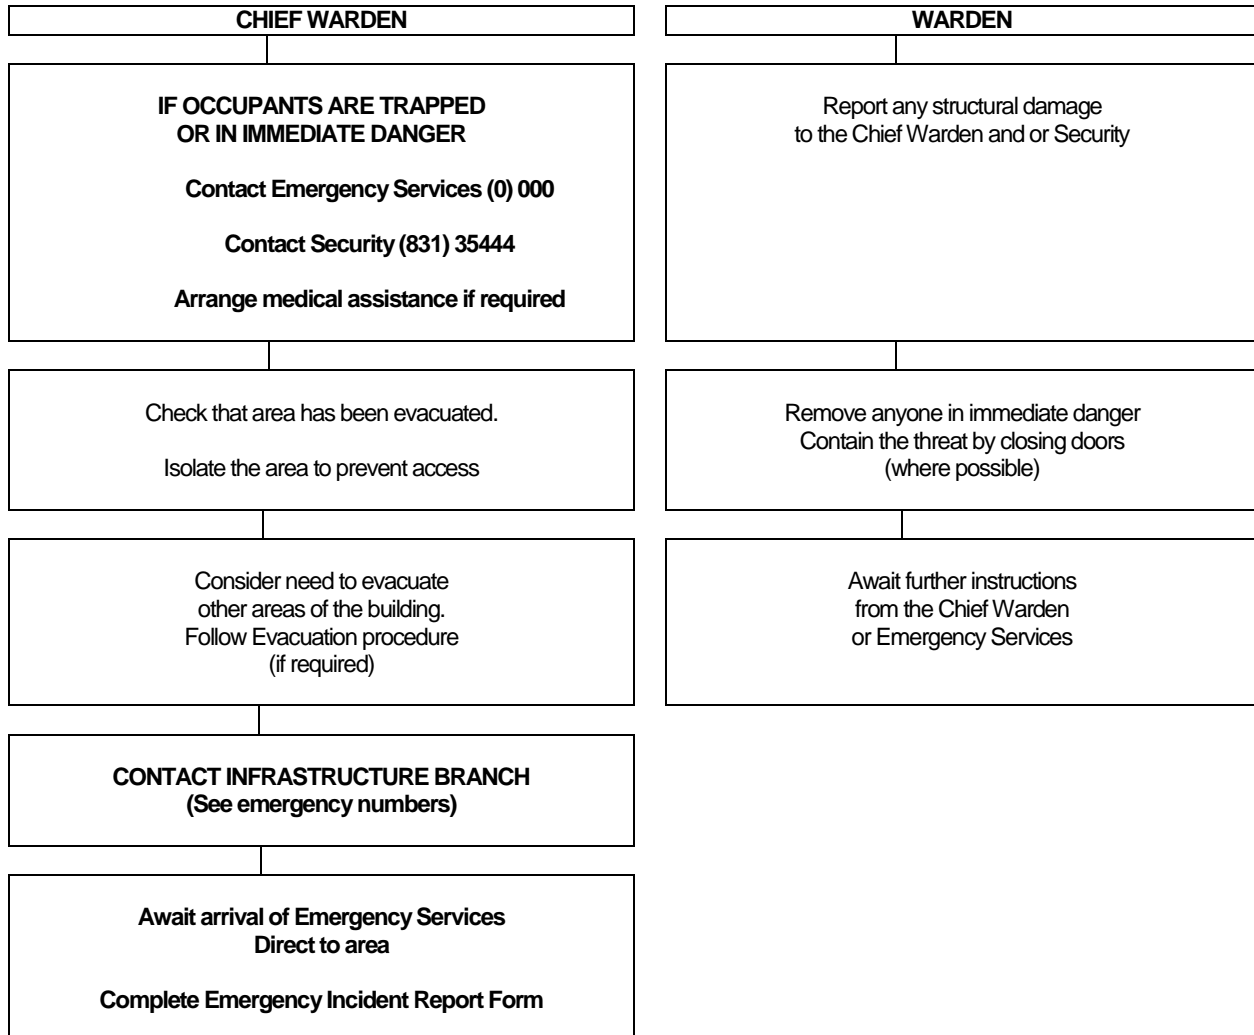 CHIEF WARDEN
IF OCCUPANTS ARE TRAPPED
OR IN IMMEDIATE DANGER
Contact Emergency Services (0) 000
Contact Security (831) 35444
Arrange medical assistance if required
Check that area has been evacuated.
Isolate the area to prevent access
Consider need to evacuate
other areas of the building.
Follow Evacuation procedure
(if required)
CONTACT INFRASTRUCTURE BRANCH
(See emergency numbers)
Await arrival of Emergency Services
Direct to area
Complete Emergency Incident Report Form
WARDEN
Report any structural damage
to the Chief Warden and or Security
Remove anyone in immediate danger
Contain the threat by closing doors
(where possible)
Await further instructions
from the Chief Warden
or Emergency Services